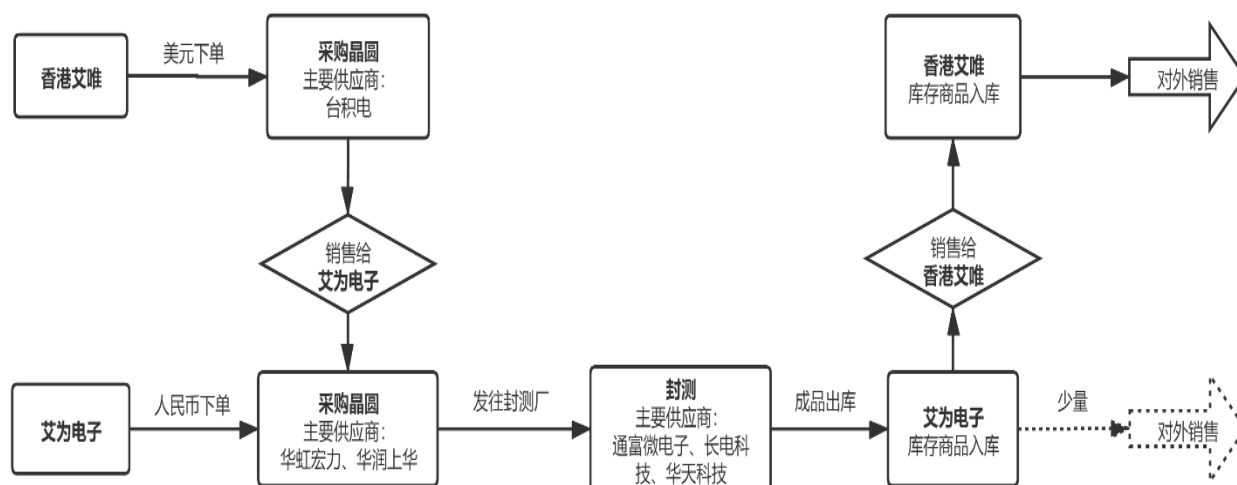 香港艾唯
美元下单
采购晶圆
主要供应商：
台积电
香港艾唯
库存商品入库
对外销售
销售给
艾为电子
销售给
香港艾唯
艾为电子
人民币下单
采购晶圆
主要供应商：
华虹宏力、华润上华
发往封测厂
封测
主要供应商：
通富微电子、长电科
技、华天科技
成品出库
艾为电子
库存商品入库
少量
对外销售